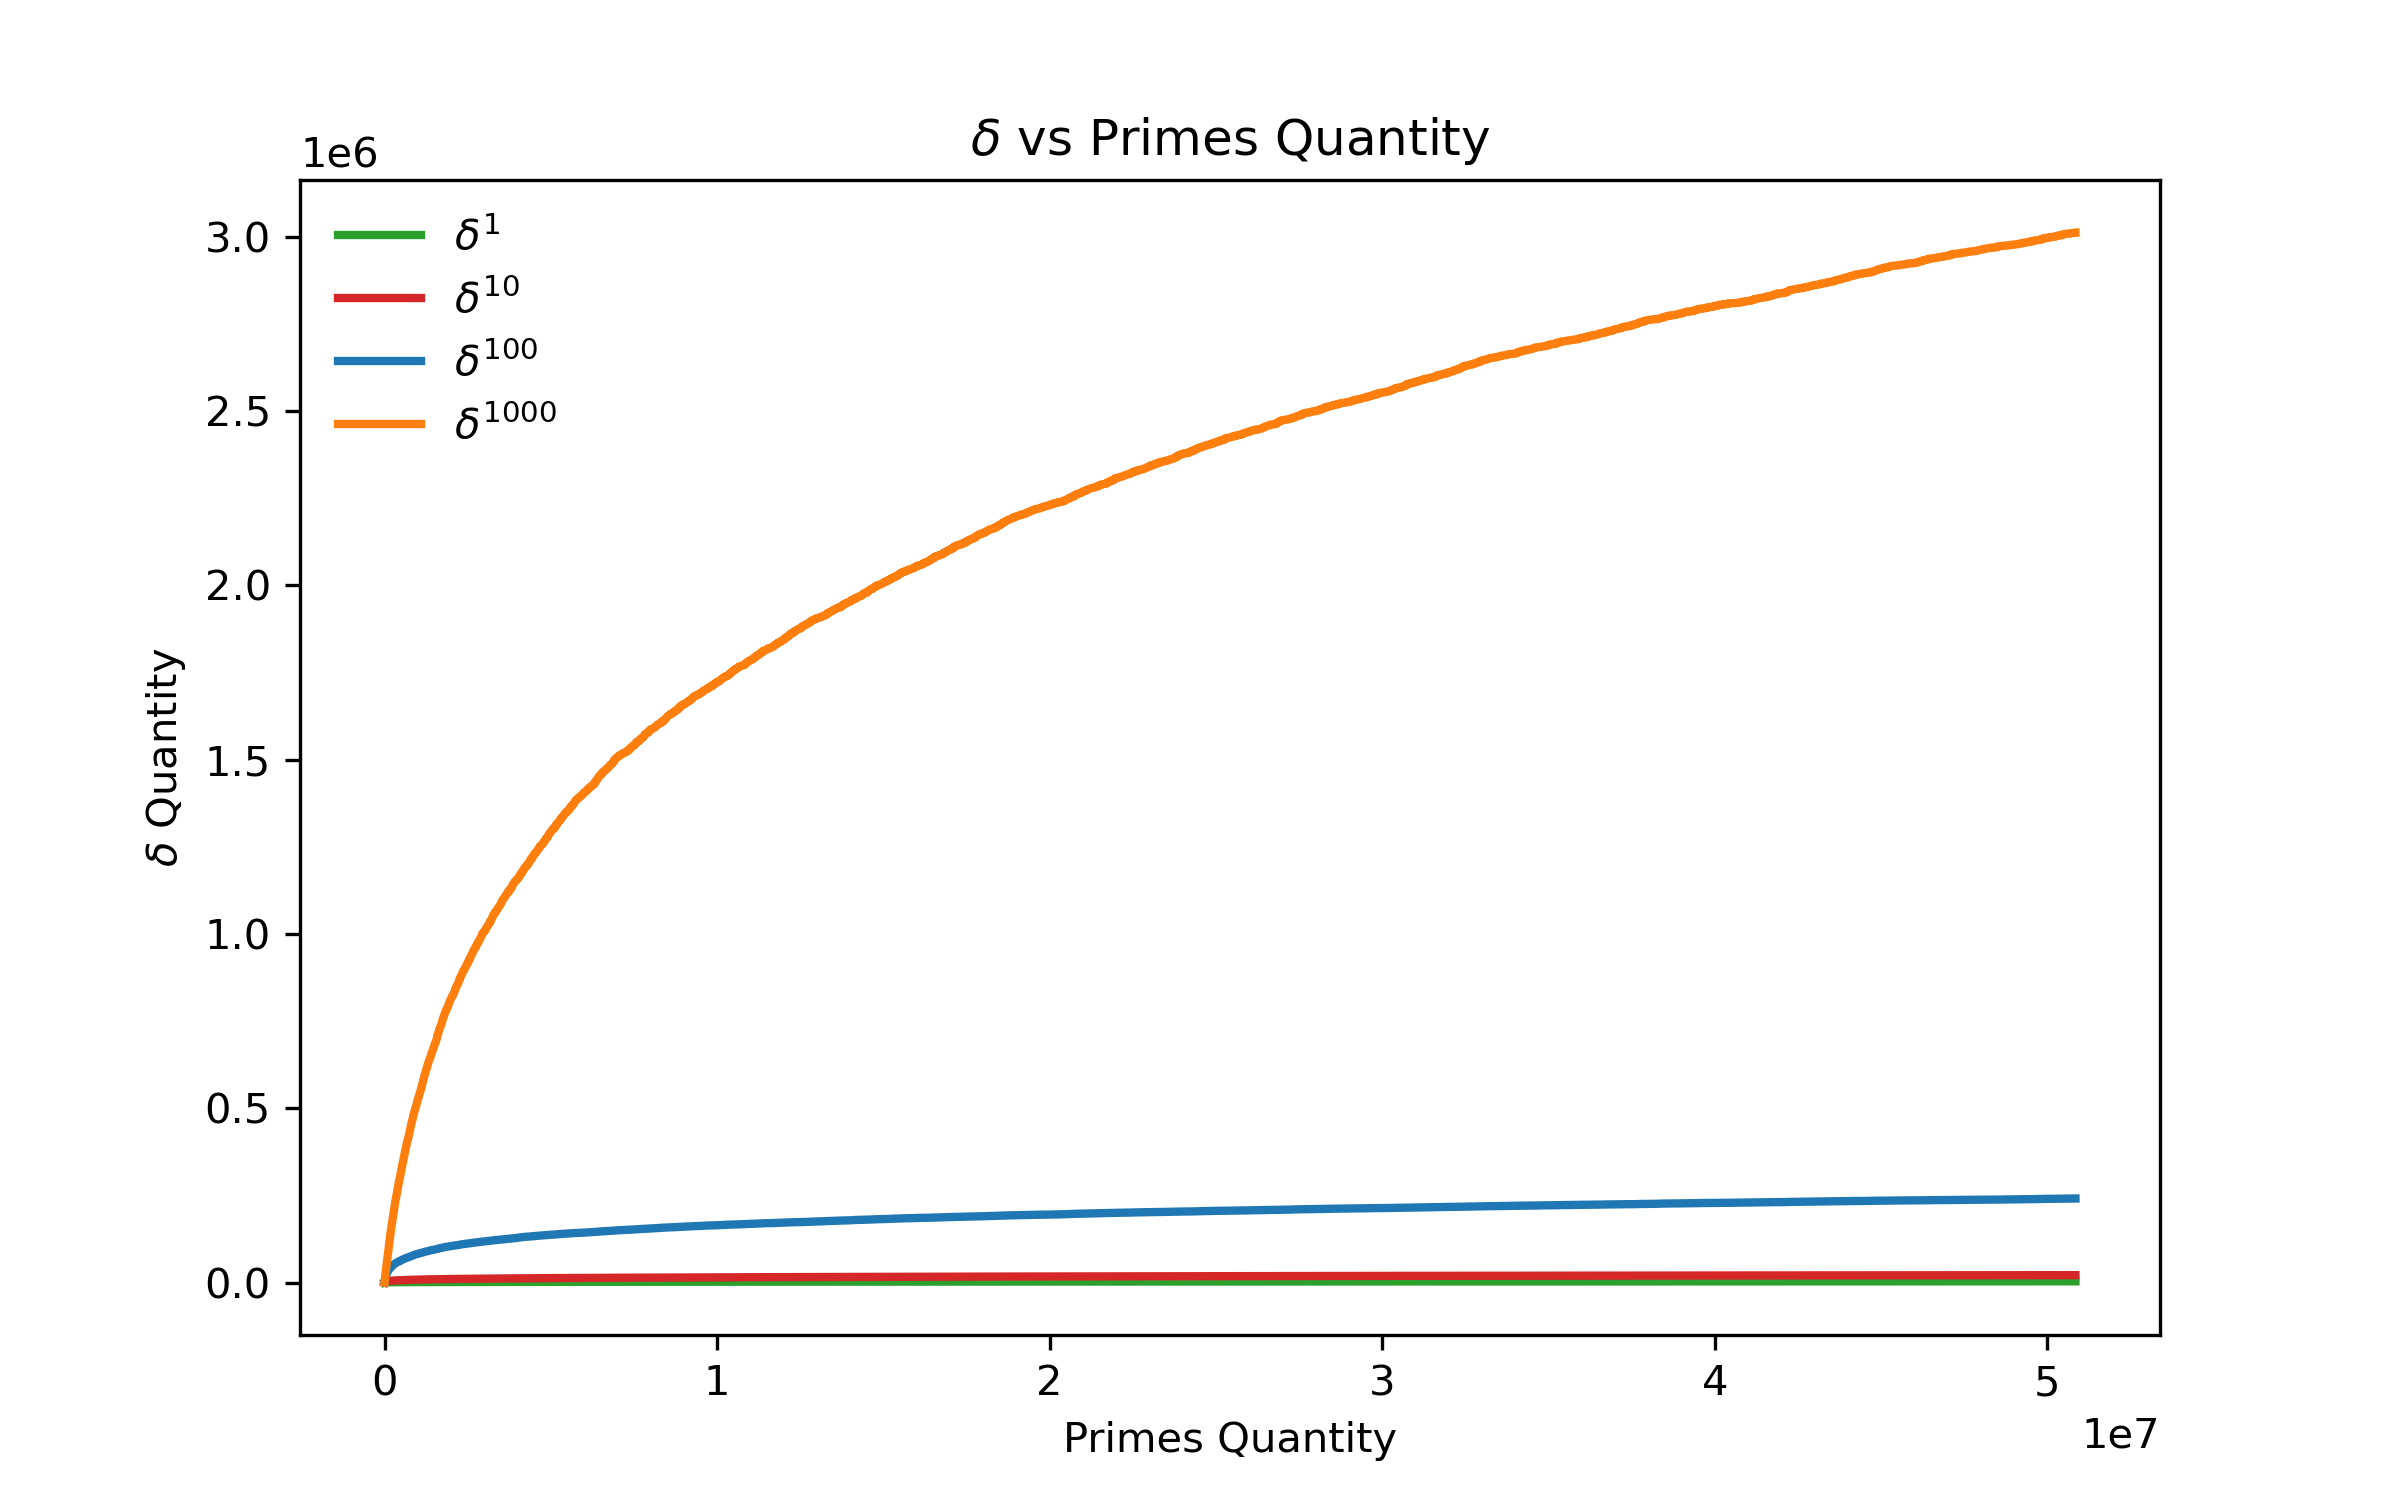 δ vs Primes Quantity
1e6
δ¹
δ¹⁰
δ¹⁰⁰
δ¹⁰⁰⁰
3.0
2.5
2.0
1.5
1.0
0.5
0.0
δ Quantity
0 1 2 3 4 5
1e7
Primes Quantity